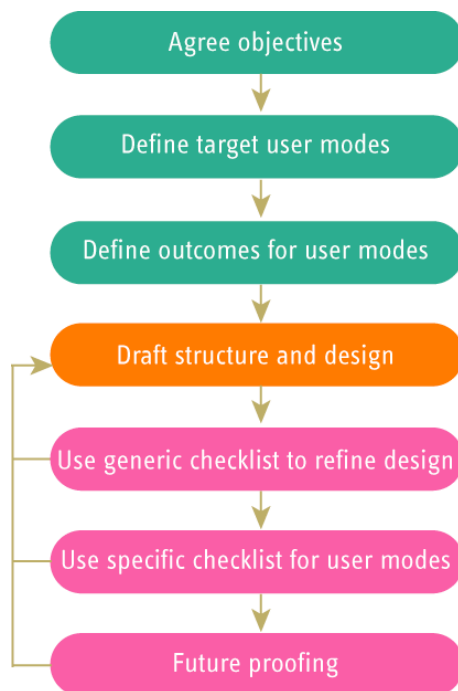 Agree objectives
Define target user modes
Define outcomes for user modes
Draft structure and design
Use generic checklist to refine design
Use specific checklist for user modes
Future proofing